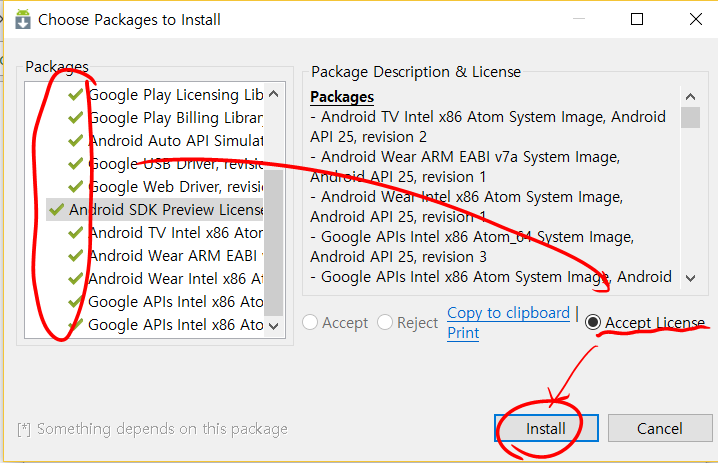 Choose Packages to Install
Packages
Google Play Licensing Lib
Google Play Billing Library
Android Auto API Simulat
Google USB Driver, revisio
Google Web Driver, revisio
Android SDK Preview License
Android TV Intel x86 Aton
Android Wear ARM EABI v
Android Wear Intel x86 At
Google APIs Intel x86 Ato
Google APIs Intel x86 Ato
[*] Something depends on this package
Package Description & License
Packages
- Android TV Intel x86 Atom System Image, Android
API 25, revision 2
- Android Wear ARM EABI v7a System Image,
Android API 25, revision 1
- Android Wear Intel x86 Atom System Image,
Android API 25, revision 1
- Google APIs Intel x86 Atom_64 System Image,
Android API 25, revision 3
- Google APIs Intel x86 Atom System Image, Android
Accept
Reject
Copy to clipboard |
Print
Accept License
Install
Cancel